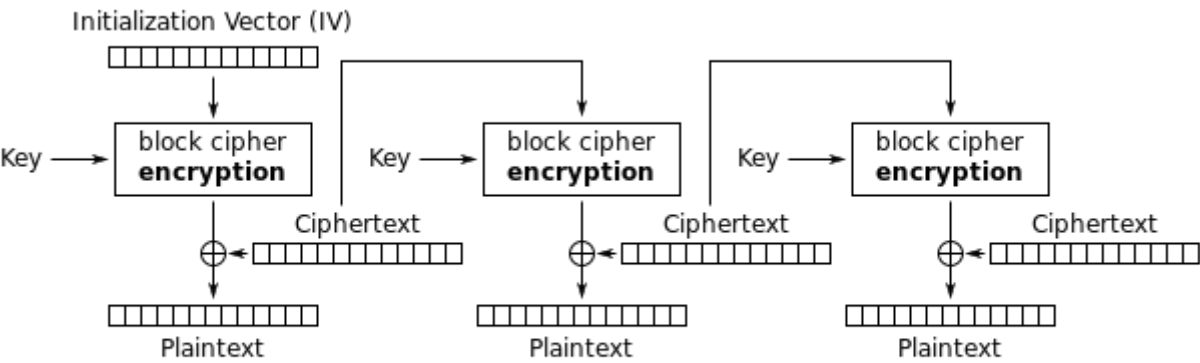 Initialization Vector (IV)
Key
block cipher
encryption
Key
block cipher
encryption
Key
block cipher
encryption
Ciphertext
Ciphertext
Ciphertext
Plaintext
Plaintext
Plaintext